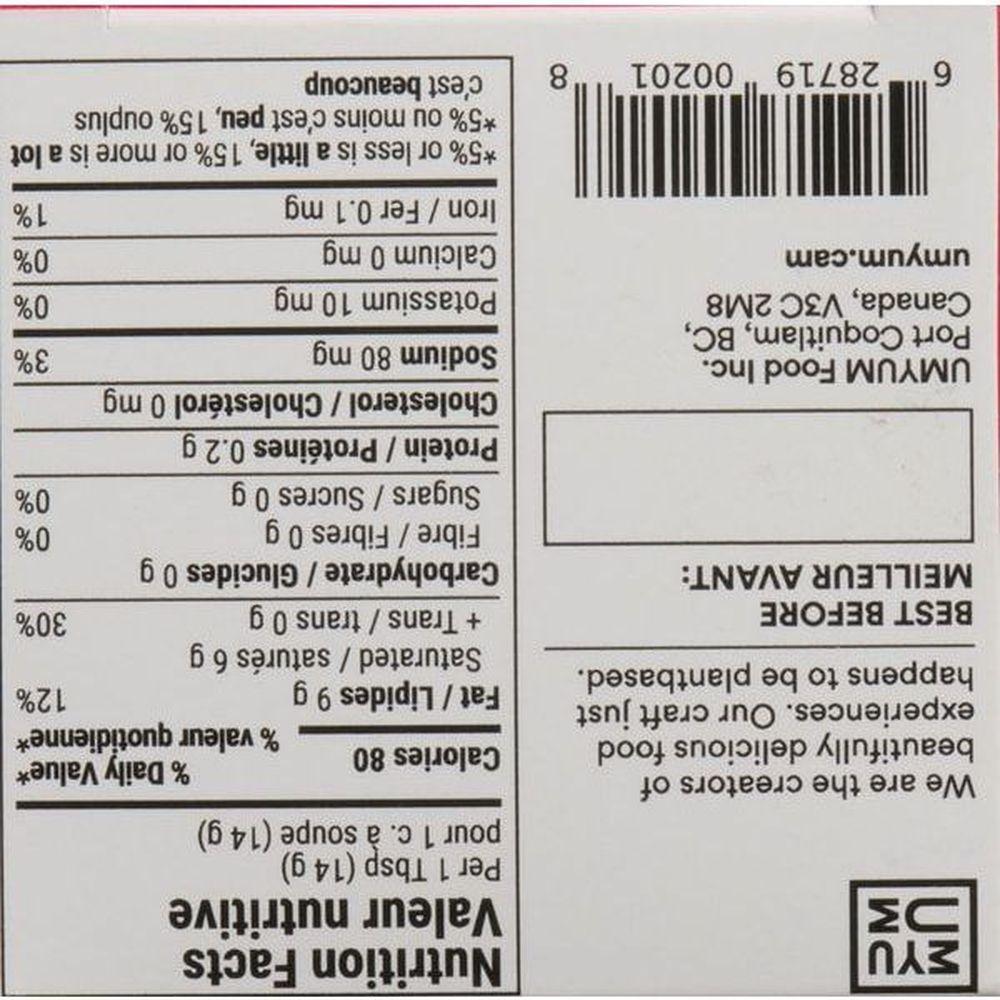 UM
YUM
We are the creators of
beautifully delicious food
experiences. Our craft just
happens to be plantbased.
BEST BEFORE
MEILLEUR AVANT:
UMYUM Food Inc.
Port Coquitlam, BC,
Canada, V3C 2M8
umyum.cam
6 28719 00201 8
Nutrition Facts
Valeur nutritive
Per 1 Tbsp (14 g)
pour 1 c. à soupe (14 g)
Calories 80 % Daily Value*
% valeur quotidienne*
Fat / Lipides 9 g 12%
Saturated / saturés 6 g
+ Trans / trans 0 g 30%
Carbohydrate / Glucides 0 g
Fibre / Fibres 0 g 0%
Sugars / Sucres 0 g 0%
Protein / Protéines 0.2 g
Cholesterol / Cholestérol 0 mg
Sodium 80 mg 3%
Potassium 10 mg 0%
Calcium 0 mg 0%
Iron / Fer 0.1 mg 1%
*5% or less is a little, 15% or more is a lot
*5% ou moins c'est peu, 15% ouplus
c'est beaucoup